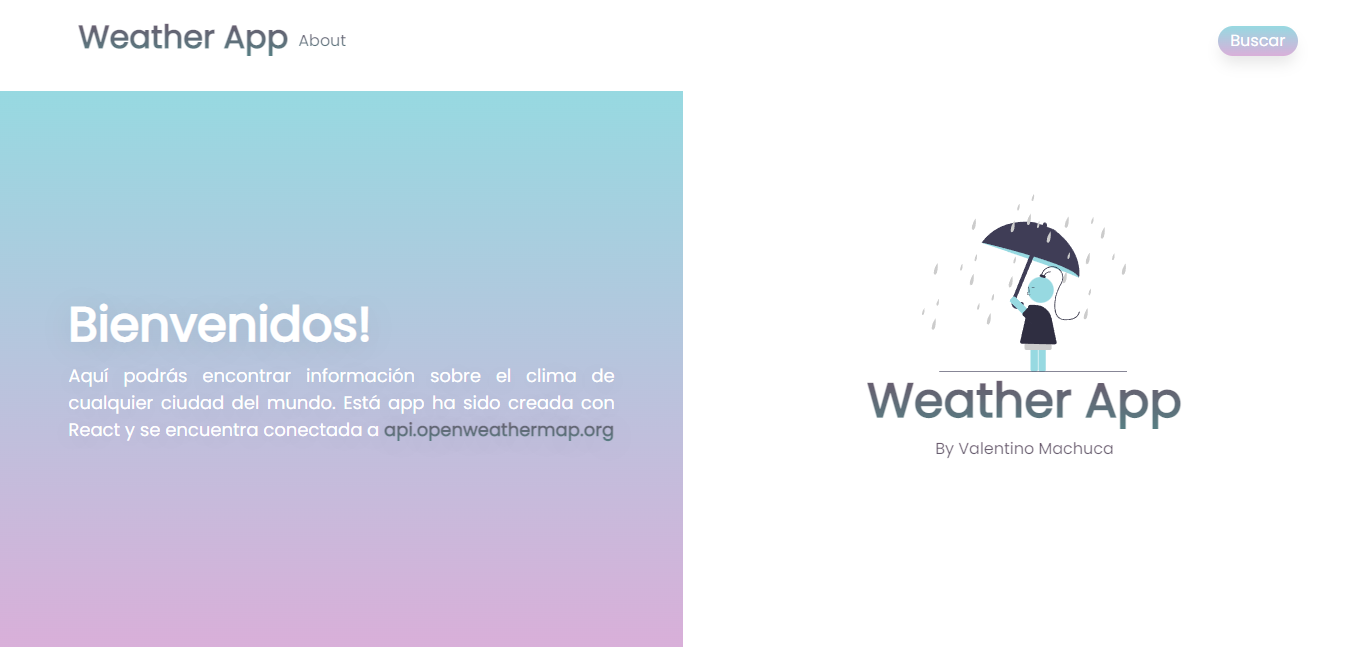 Weather App About
Buscar
Bienvenidos!
Aquí podrás encontrar información sobre el clima de
cualquier ciudad del mundo. Está app ha sido creada con
React y se encuentra conectada a api.openweathermap.org
Weather App
By Valentino Machuca